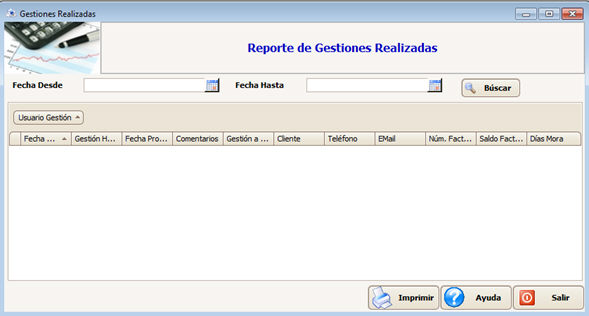 Gestiones Realizadas
Reporte de Gestiones Realizadas
Fecha Desde Fecha Hasta Búscar
Usuario Gestión
Fecha ... Gestión H... Fecha Pro... Comentarios Gestión a ... Cliente Teléfono EMail Núm. Fact... Saldo Fact... Días Mora
Imprimir Ayuda Salir